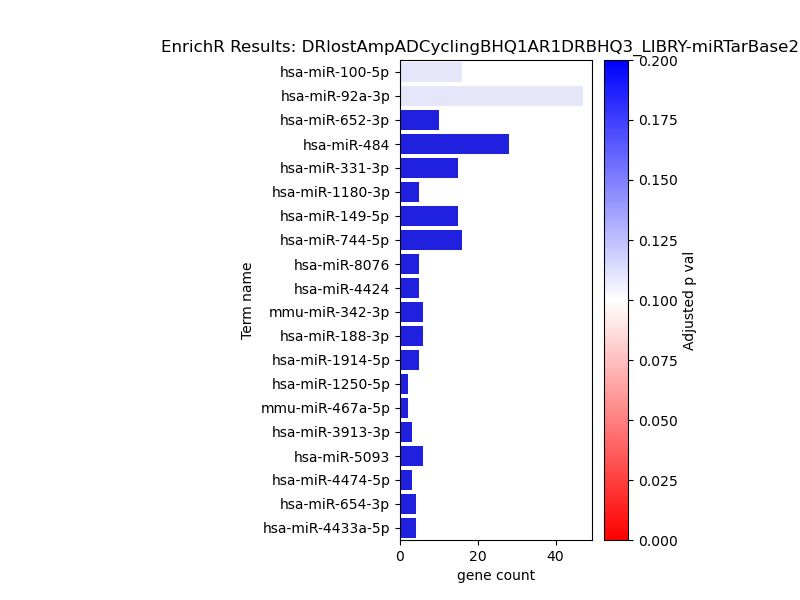 EnrichR Results: DRlostAmpADCyclingBHQ1AR1DRBHQ3_LIBRY-miRTarBase2
hsa-miR-100-5p
hsa-miR-92a-3p
hsa-miR-652-3p
hsa-miR-484
hsa-miR-331-3p
hsa-miR-1180-3p
hsa-miR-149-5p
hsa-miR-744-5p
hsa-miR-8076
hsa-miR-4424
mmu-miR-342-3p
hsa-miR-188-3p
hsa-miR-1914-5p
hsa-miR-1250-5p
mmu-miR-467a-5p
hsa-miR-3913-3p
hsa-miR-5093
hsa-miR-4474-5p
hsa-miR-654-3p
hsa-miR-4433a-5p
Term name
0 20 40
gene count
0.200
0.175
0.150
0.125
0.100
0.075
0.050
0.025
0.000
Adjusted p val